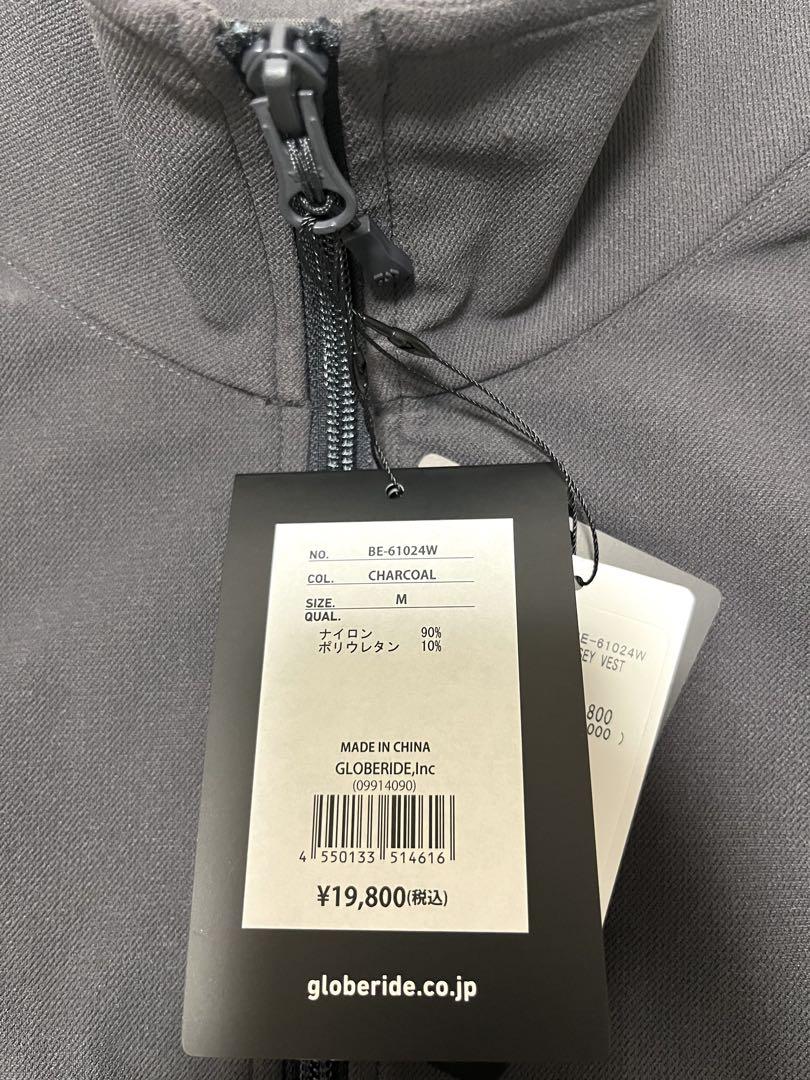 NO. BE-61024W
COL. CHARCOAL
SIZE. M
QUAL.
ナイロン 90%
ポリウレタン 10%
MADE IN CHINA
GLOBERIDE,Inc
(09914090)
4 550133 514616
¥19,800(税込)
globeride.co.jp
BE-61024W
SEY VEST
,800
000 )